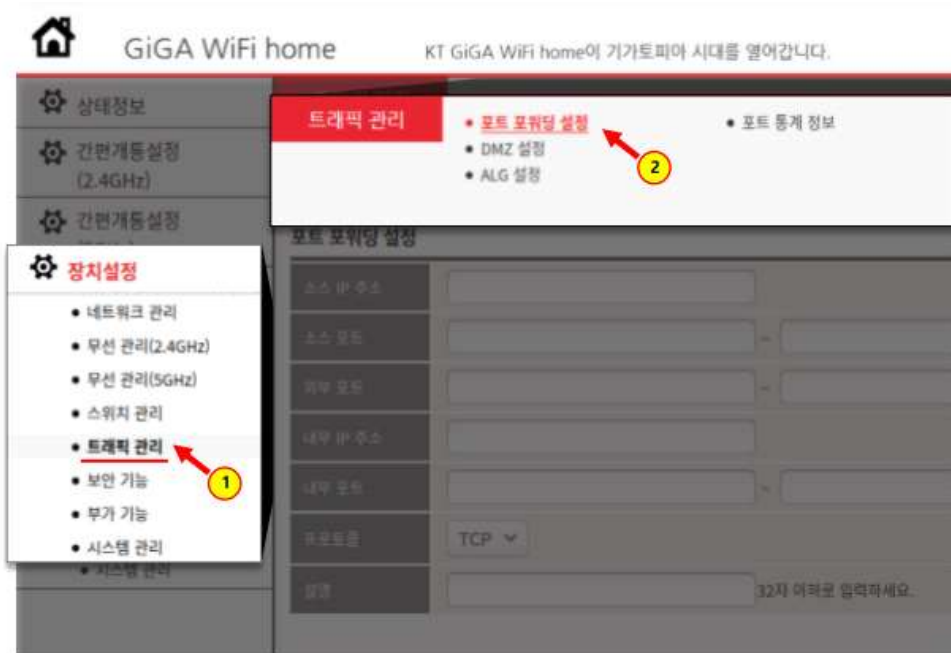 GiGA WiFi home
KT GiGA WiFi home이 기가토피아 시대를 열어갑니다.
상태정보
간편개통설정
(2.4GHz)
간편개통설정
장치설정
네트워크 관리
무선 관리(2.4GHz)
무선 관리(5GHz)
스위치 관리
트래픽 관리
1
보안 기능
부가 기능
시스템 관리
시스템 관리
트래픽 관리
포트 포워딩 설정
포트 통계 정보
2
DMZ 설정
ALG 설정
포트 포워딩 설정
소스 IP 주소
소스 포트
~
외부 포트
~
내부 IP 주소
내부 포트
~
프로토콜
TCP
설명
32자 이하로 입력하세요.